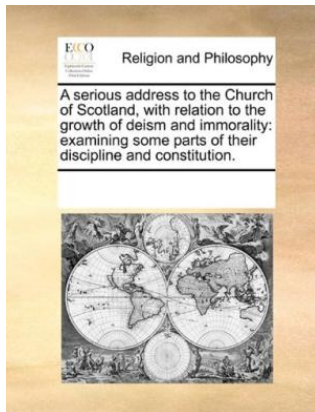 ECCO
Religion and Philosophy
A serious address to the Church
of Scotland, with relation to the
growth of deism and immorality:
examining some parts of their
discipline and constitution.